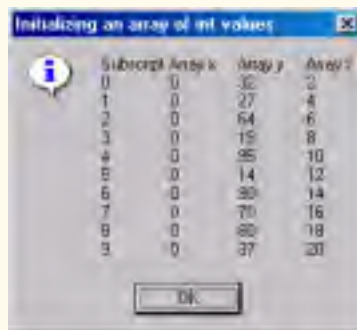 Initializing an array of int values
Subscript Array x Array y Array z
0 0 32 2
1 0 27 4
2 0 64 6
3 0 18 8
4 0 95 10
5 0 14 12
6 0 90 14
7 0 70 16
8 0 60 18
9 0 37 20
OK